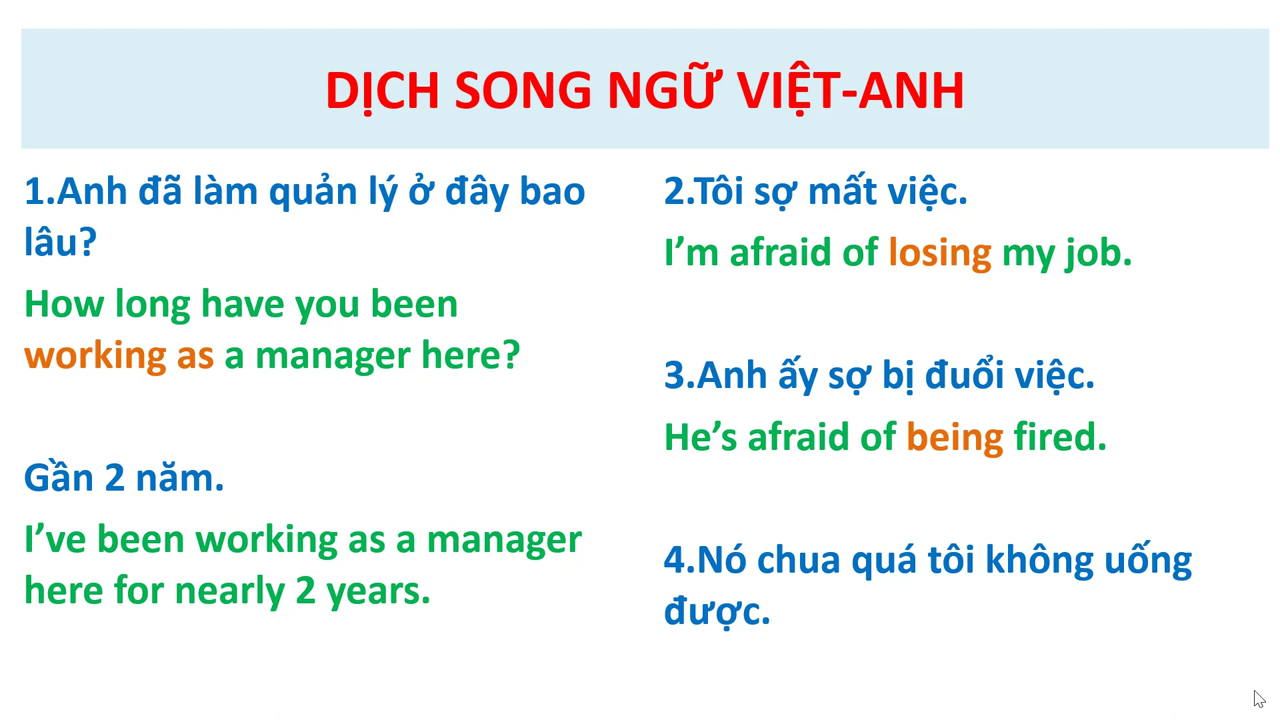 DỊCH SONG NGỮ VIỆT-ANH
1.Anh đã làm quản lý ở đây bao
lâu?
How long have you been
working as a manager here?
Gần 2 năm.
I’ve been working as a manager
here for nearly 2 years.
2.Tôi sợ mất việc.
I’m afraid of losing my job.
3.Anh ấy sợ bị đuổi việc.
He’s afraid of being fired.
4.Nó chua quá tôi không uống
được.